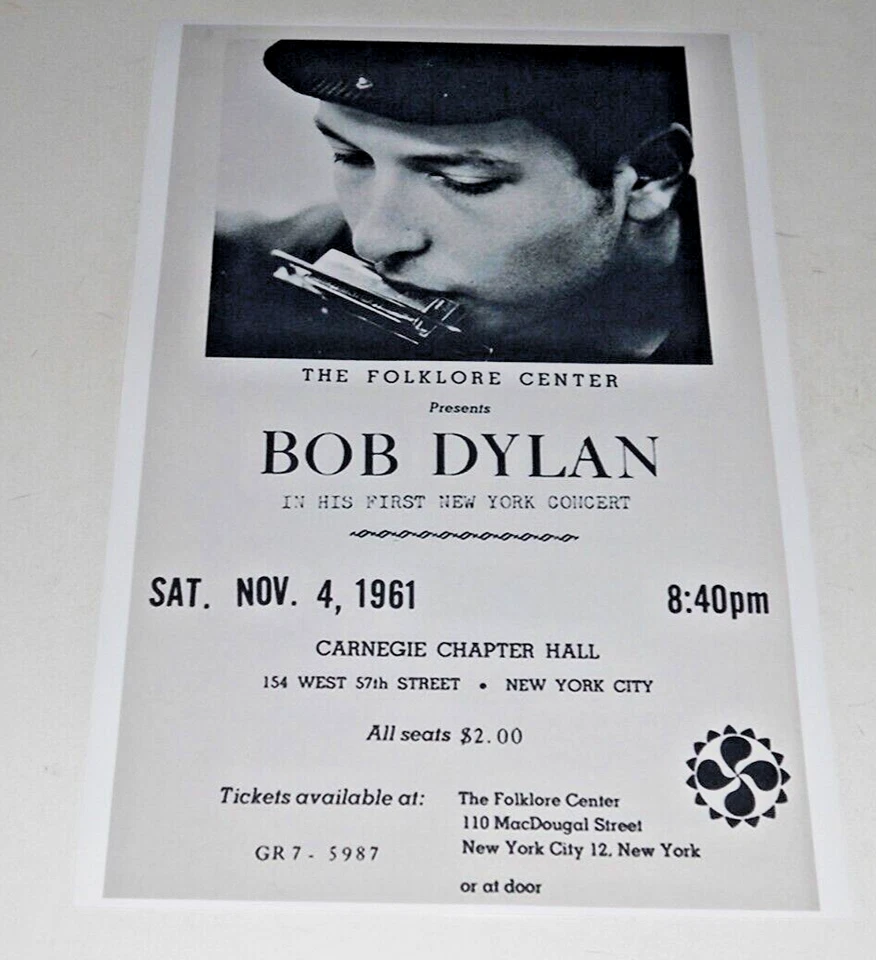 THE FOLKLORE CENTER
Presents
BOB DYLAN
IN HIS FIRST NEW YORK CONCERT
SAT. NOV. 4, 1961 8:40pm
CARNEGIE CHAPTER HALL
154 WEST 57th STREET • NEW YORK CITY
All seats $2.00
Tickets available at: The Folklore Center
110 MacDougal Street
GR 7 - 5987 New York City 12, New York
or at door